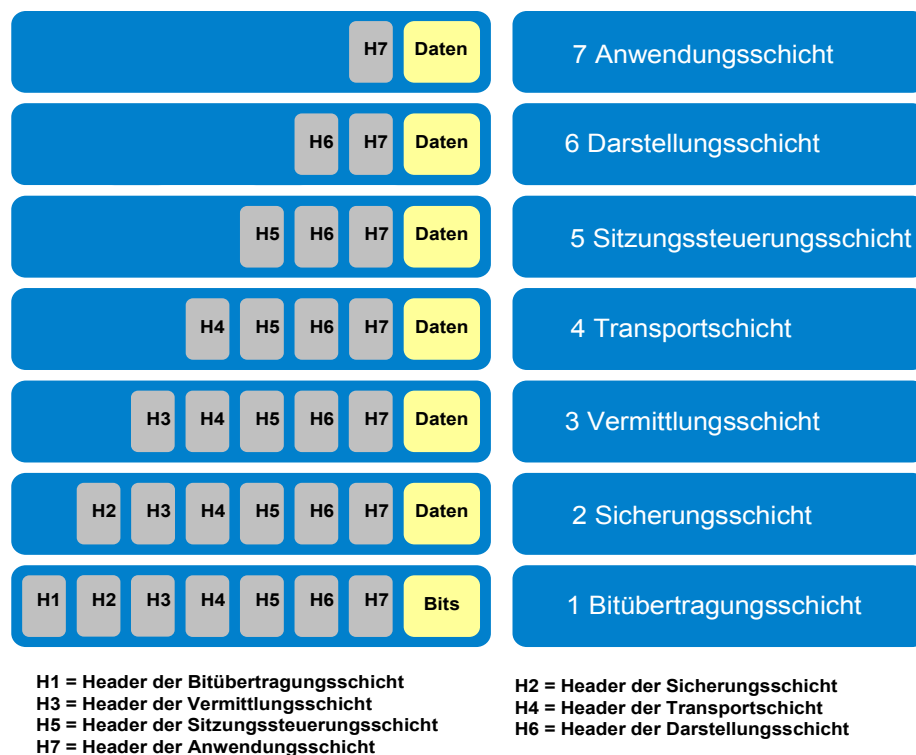 H7 Daten 7 Anwendungsschicht
H6 H7 Daten 6 Darstellungsschicht
H5 H6 H7 Daten 5 Sitzungssteuerungsschicht
H4 H5 H6 H7 Daten 4 Transportschicht
H3 H4 H5 H6 H7 Daten 3 Vermittlungsschicht
H2 H3 H4 H5 H6 H7 Daten 2 Sicherungsschicht
H1 H2 H3 H4 H5 H6 H7 Bits 1 Bitübertragungsschicht
H1 = Header der Bitübertragungsschicht
H3 = Header der Vermittlungsschicht
H5 = Header der Sitzungssteuerungsschicht
H7 = Header der Anwendungsschicht
H2 = Header der Sicherungsschicht
H4 = Header der Transportschicht
H6 = Header der Darstellungsschicht